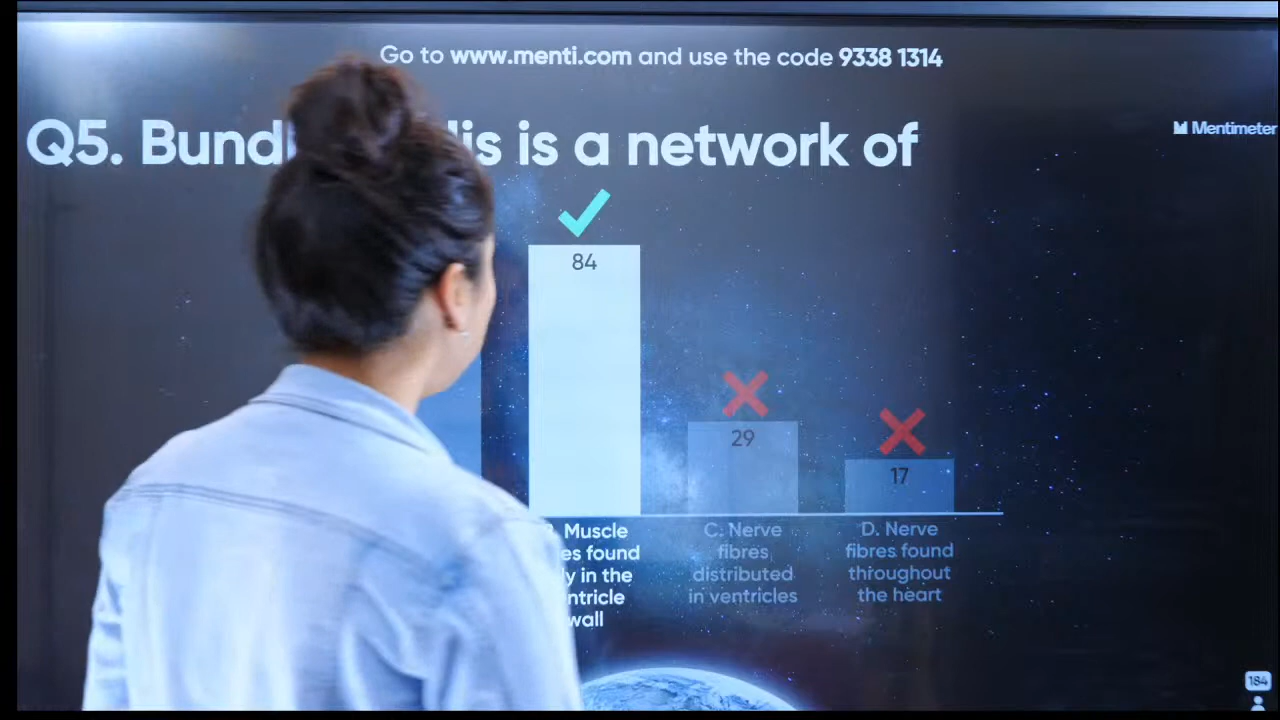 Go to www.menti.com and use the code 9338 1314
Mentimeter
Q5. Bund lis is a network of
84
29
17
Muscle
es found
y in the
ntricle
wall
C. Nerve
fibres
distributed
in ventricles
D. Nerve
fibres found
throughout
the heart
184